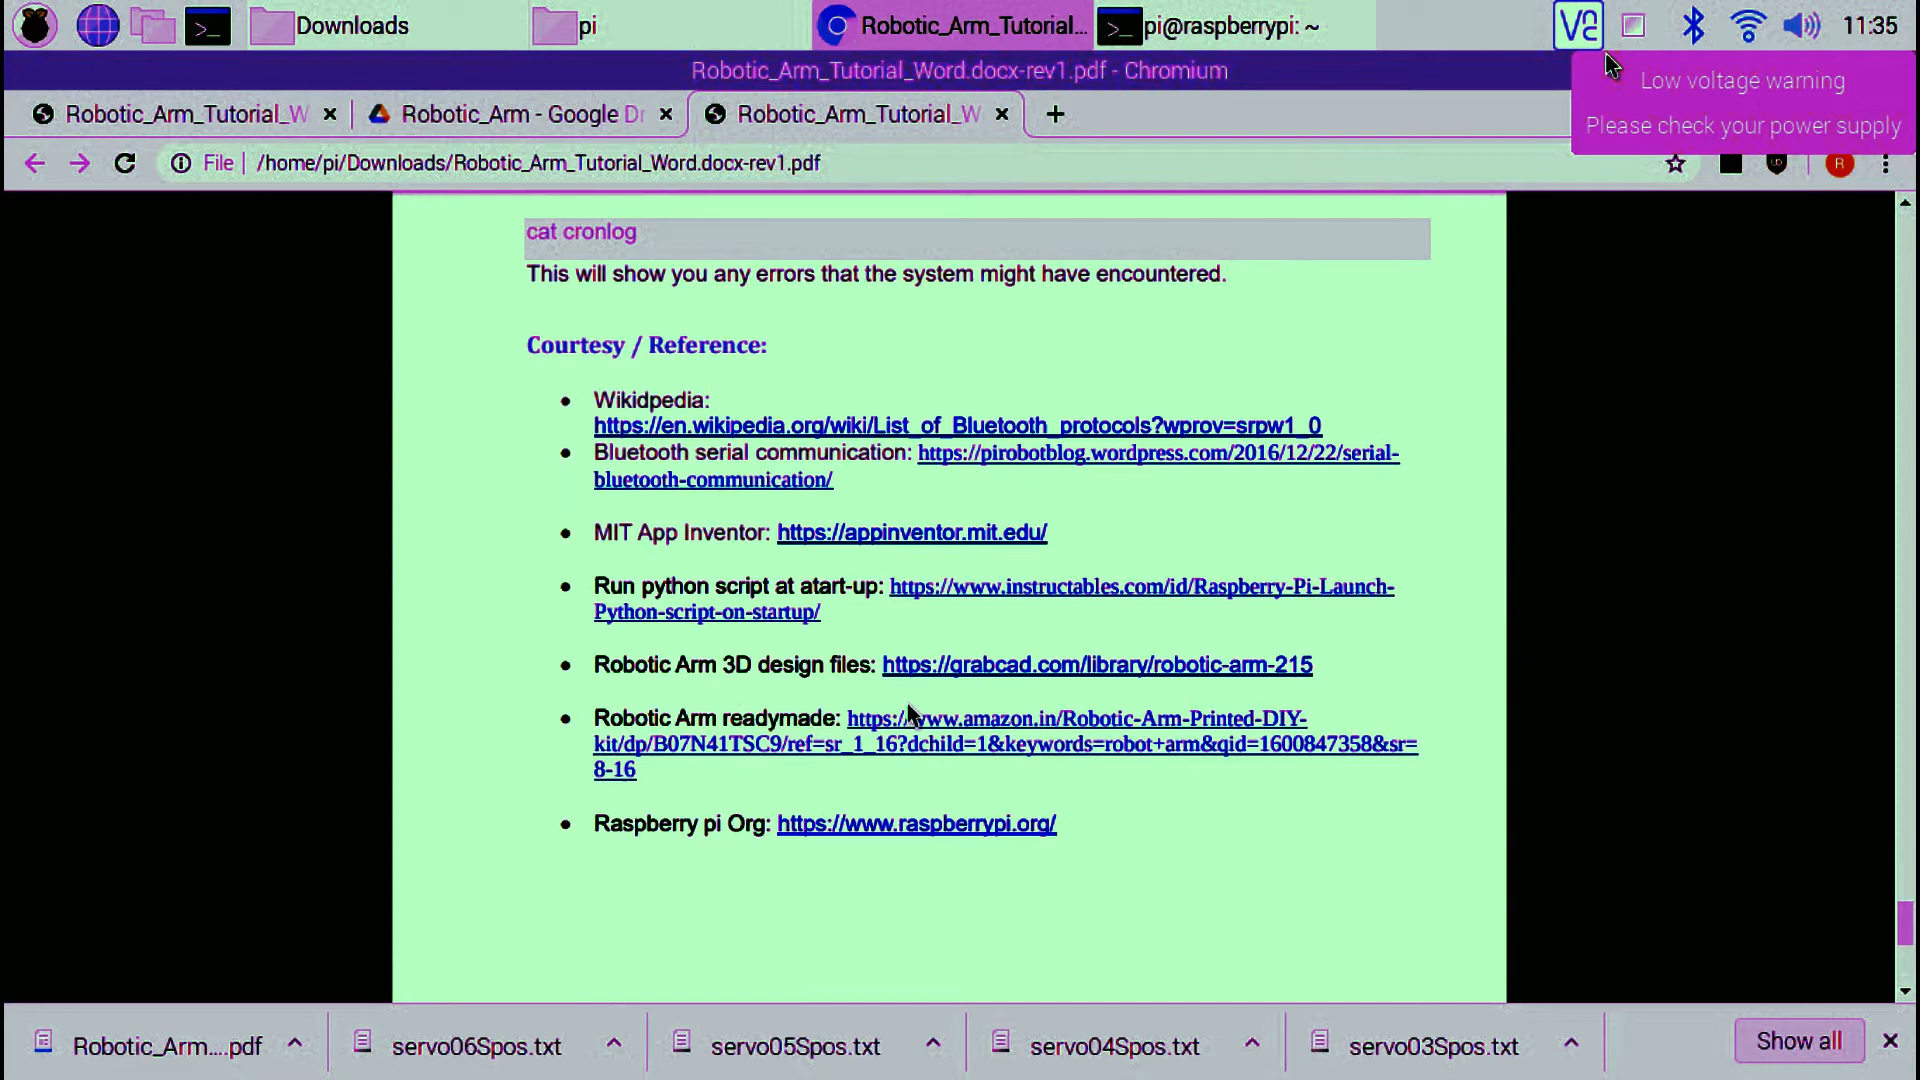 Downloads
pi
Robotic_Arm_Tutorial...
pi@raspberrypi: ~
V2
11:35
Robotic_Arm_Tutorial_Word.docx-rev1.pdf - Chromium
Low voltage warning
Please check your power supply
Robotic_Arm_Tutorial_W
Robotic_Arm - Google Dr
Robotic_Arm_Tutorial_W
File | /home/pi/Downloads/Robotic_Arm_Tutorial_Word.docx-rev1.pdf
R
cat cronlog
This will show you any errors that the system might have encountered.
Courtesy / Reference:
Wikidpedia:
https://en.wikipedia.org/wiki/List_of_Bluetooth_protocols?wprov=srpw1_0
Bluetooth serial communication: https://pirobotblog.wordpress.com/2016/12/22/serial-
bluetooth-communication/
MIT App Inventor: https://appinventor.mit.edu/
Run python script at atart-up: https://www.instructables.com/id/Raspberry-Pi-Launch-
Python-script-on-startup/
Robotic Arm 3D design files: https://grabcad.com/library/robotic-arm-215
Robotic Arm readymade: https://www.amazon.in/Robotic-Arm-Printed-DIY-
kit/dp/B07N41TSC9/ref=sr_1_16?dchild=1&keywords=robot+arm&qid=1600847358&sr=
8-16
Raspberry pi Org: https://www.raspberrypi.org/
Robotic_Arm....pdf
servo06Spos.txt
servo05Spos.txt
servo04Spos.txt
servo03Spos.txt
Show all